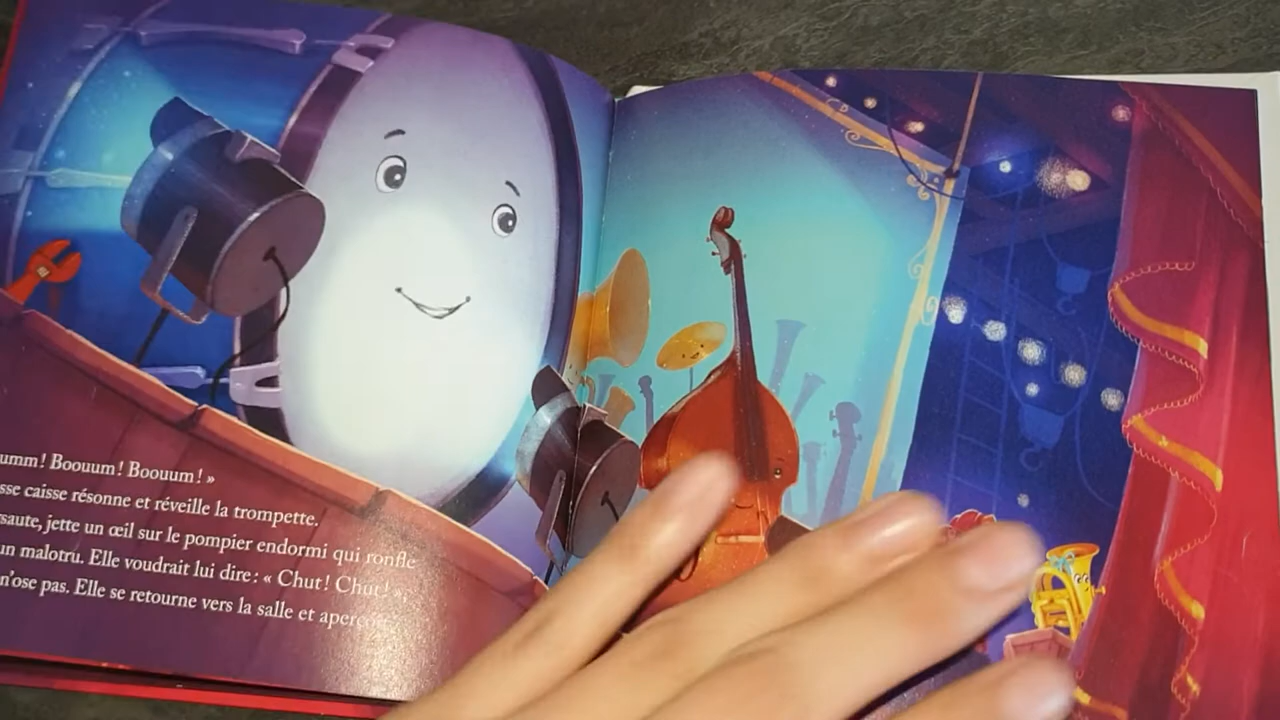 umm! Boouum! Boouum! »
sse caisse résonne et réveille la trompette.
saute, jette un œil sur le pompier endormi qui ronfle
un malotru. Elle voudrait lui dire : « Chut! Chut!
n'ose pas. Elle se retourne vers la salle et